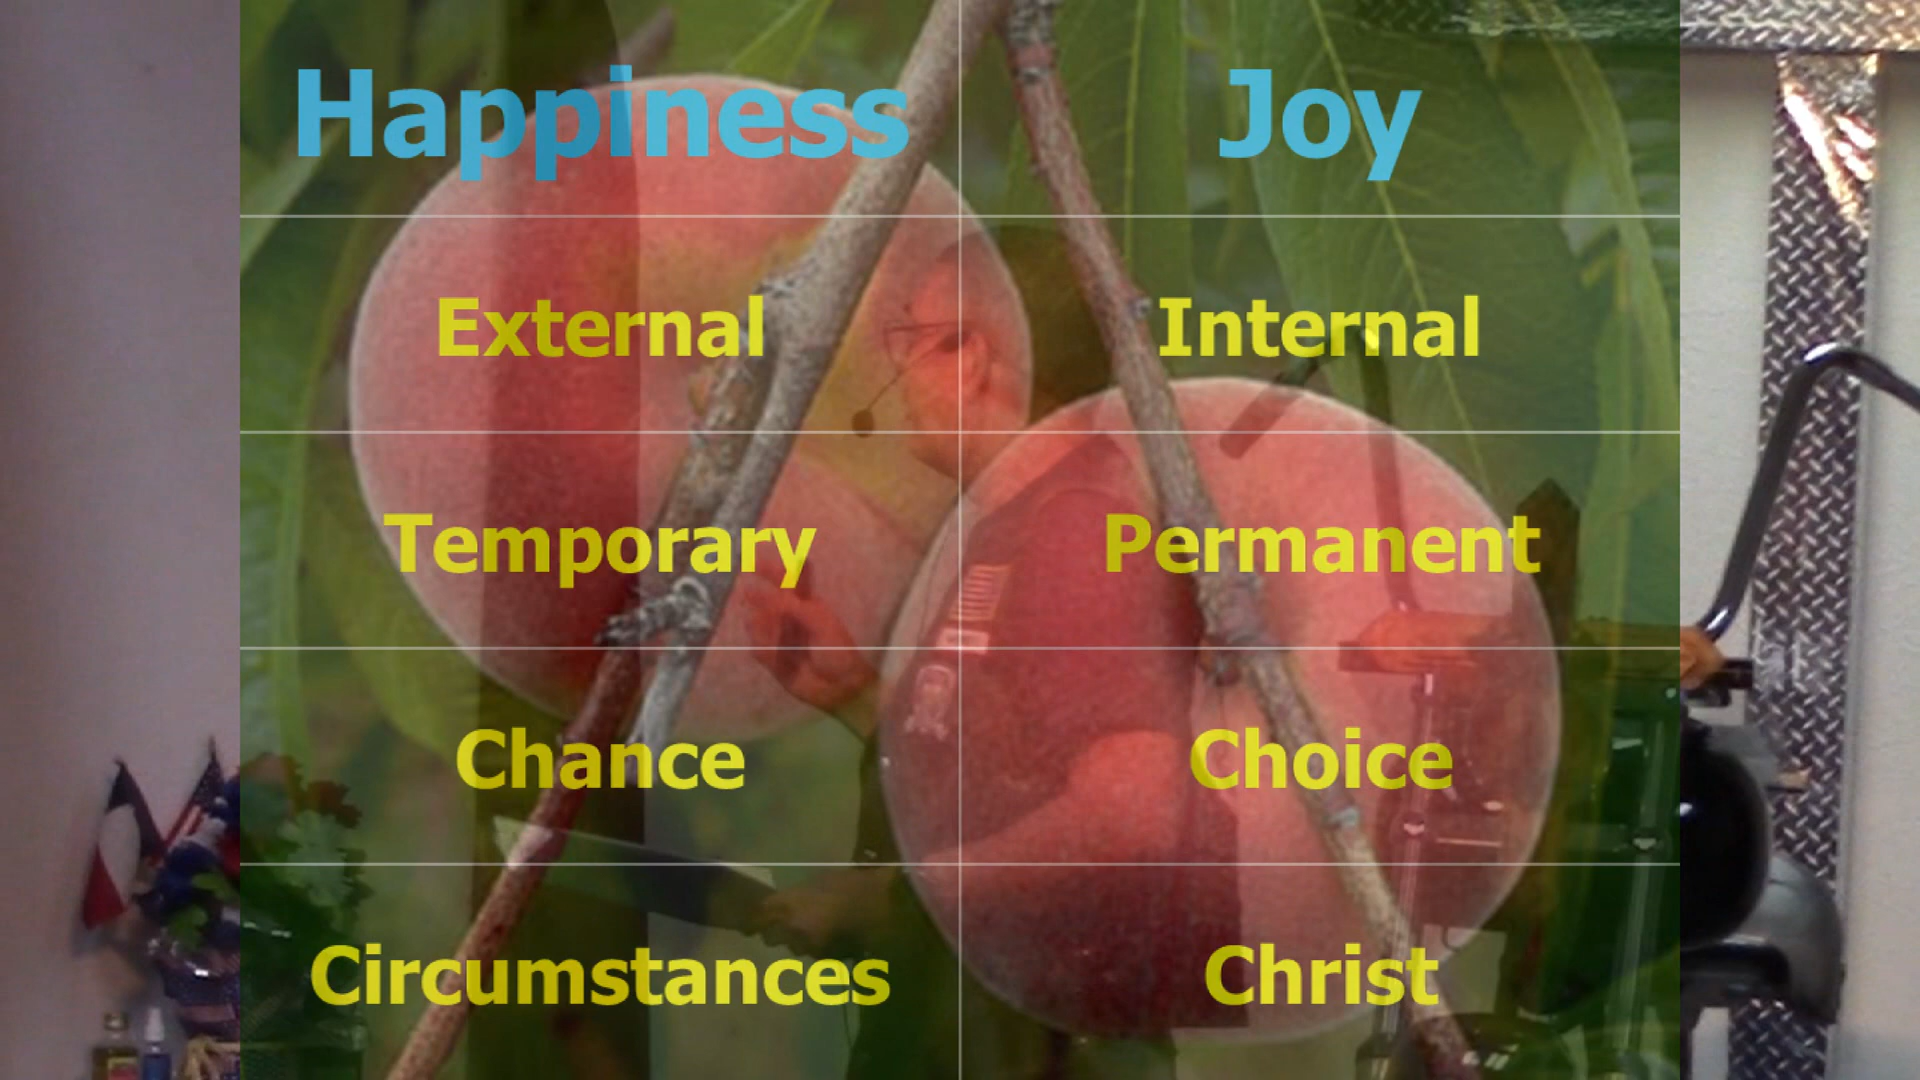 Happiness Joy
External Internal
Temporary Permanent
Chance Choice
Circumstances Christ